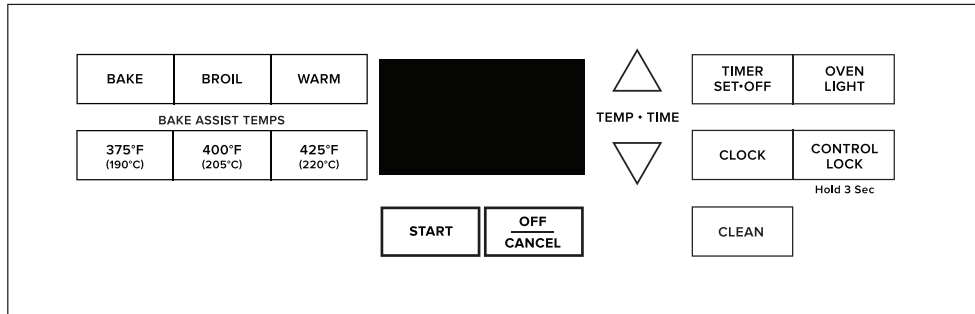 BAKE
BROIL
WARM
BAKE ASSIST TEMPS
375°F
(190°C)
400°F
(205°C)
425°F
(220°C)
START
OFF
CANCEL
TEMP • TIME
TIMER
SET•OFF
OVEN
LIGHT
CLOCK
CONTROL
LOCK
Hold 3 Sec
CLEAN